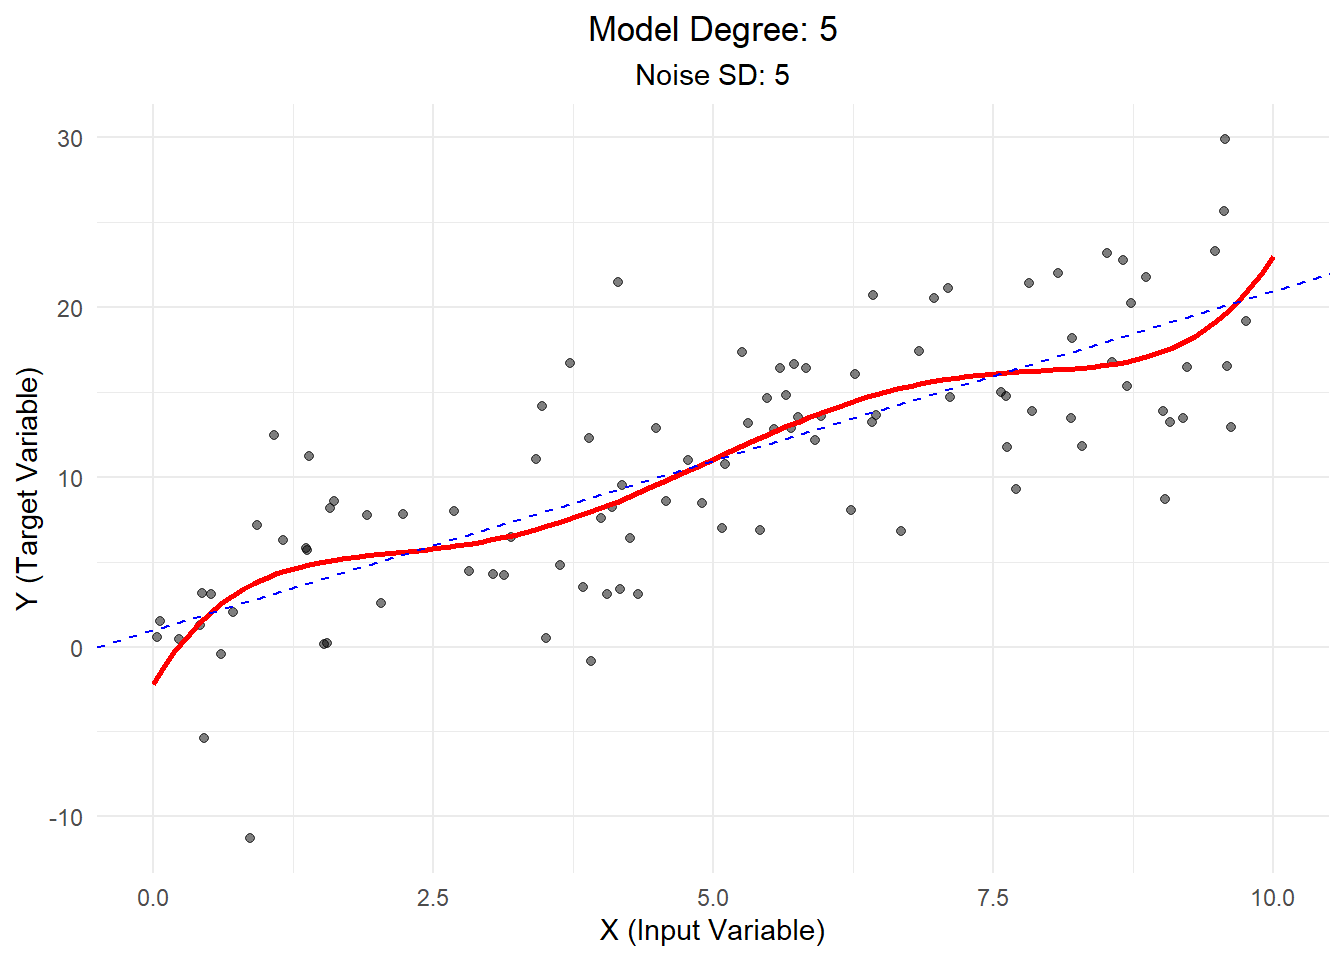 Model Degree: 5
Noise SD: 5
Y (Target Variable)
30
20
10
0
-10
0.0 2.5 5.0 7.5 10.0
X (Input Variable)